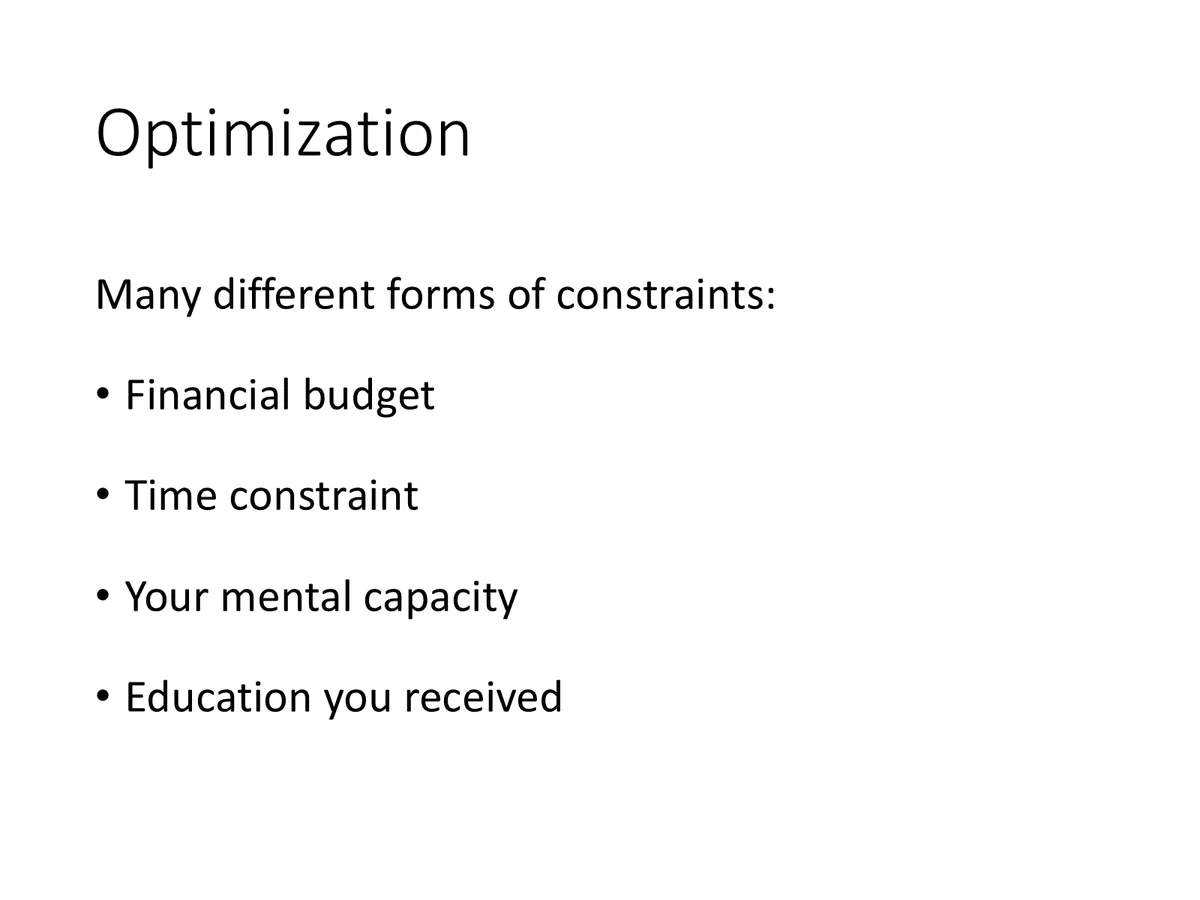 Optimization
Many different forms of constraints:
• Financial budget
• Time constraint
• Your mental capacity
• Education you received